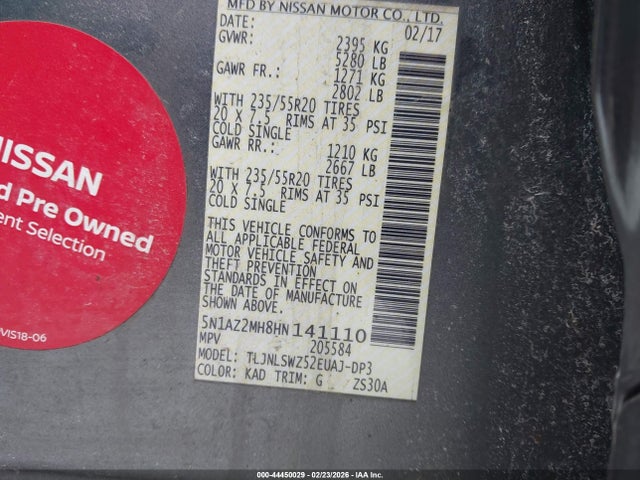 MFD BY NISSAN MOTOR CO., LTD.
DATE: 02/17
GVWR: 2395 KG
5280 LB
GAWR FR.: 1271 KG
2802 LB
WITH 235/55R20 TIRES
20 X 7.5 RIMS AT 35 PSI
COLD SINGLE
GAWR RR.: 1210 KG
2667 LB
WITH 235/55R20 TIRES
20 X 7.5 RIMS AT 35 PSI
COLD SINGLE
THIS VEHICLE CONFORMS TO
ALL APPLICABLE FEDERAL
MOTOR VEHICLE SAFETY AND
THEFT PREVENTION
STANDARDS IN EFFECT ON
THE DATE OF MANUFACTURE
SHOWN ABOVE.
5N1AZ2MH8HN141110
MPV 205584
MODEL: TLJNLSWZ52EUAJ-DP3
COLOR: KAD TRIM: G ZS30A
NISSAN
d Pre Owned
ent Selection
VIS18-06
000-44450029 - 02/23/2026 - IAA Inc.